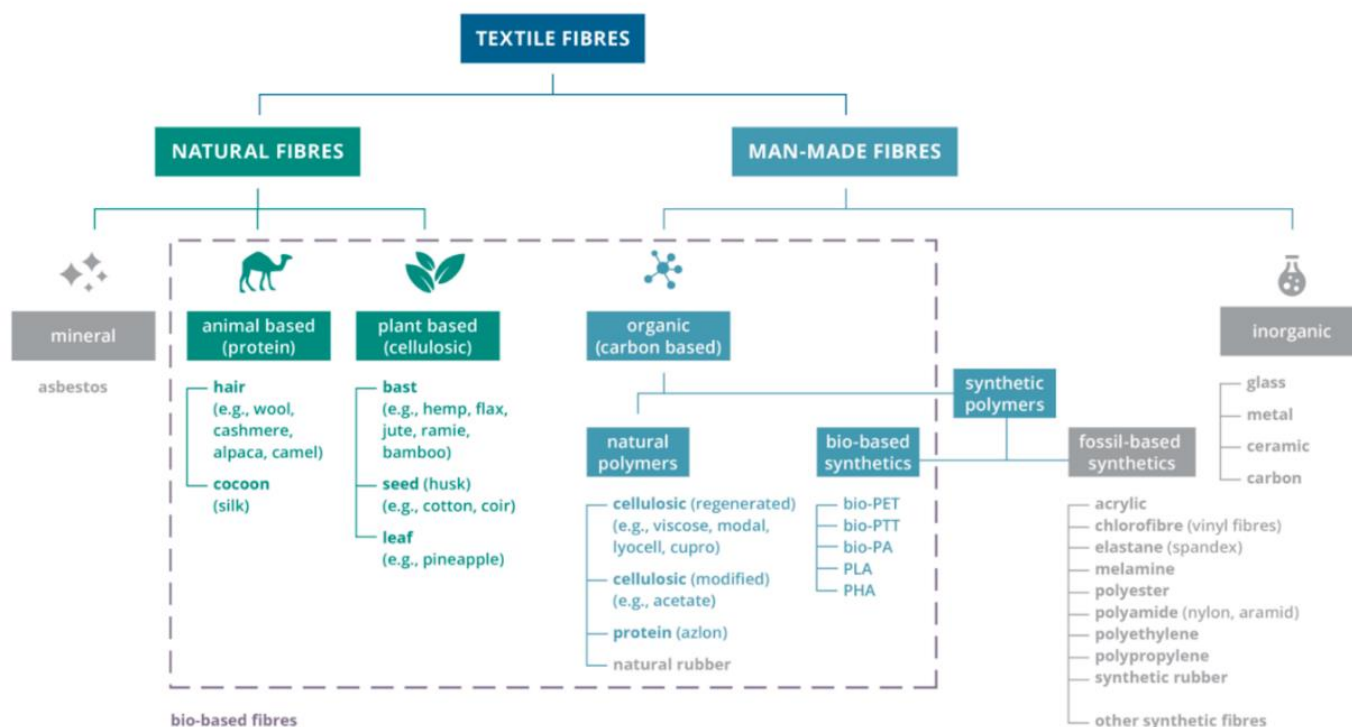 TEXTILE FIBRES
NATURAL FIBRES
MAN-MADE FIBRES
mineral
asbestos
animal based
(protein)
hair
(e.g., wool,
cashmere,
alpaca, camel)
cocoon
(silk)
plant based
(cellulosic)
bast
(e.g., hemp, flax,
jute, ramie,
bamboo)
seed (husk)
(e.g., cotton, coir)
leaf
(e.g., pineapple)
organic
(carbon based)
natural
polymers
cellulosic (regenerated)
(e.g., viscose, modal,
lyocell, cupro)
cellulosic (modified)
(e.g., acetate)
protein (azlon)
natural rubber
synthetic
polymers
bio-based
synthetics
bio-PET
bio-PTT
bio-PA
PLA
PHA
fossil-based
synthetics
acrylic
chlorofibre (vinyl fibres)
elastane (spandex)
melamine
polyester
polyamide (nylon, aramid)
polyethylene
polypropylene
synthetic rubber
other synthetic fibres
inorganic
glass
metal
ceramic
carbon
bio-based fibres